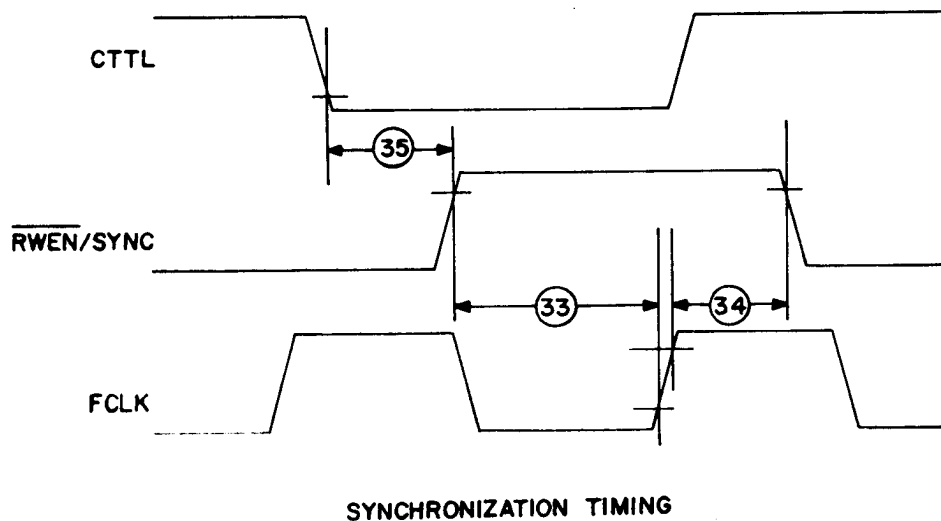 CTTL
35
RWEN/SYNC
33
34
FCLK
SYNCHRONIZATION TIMING